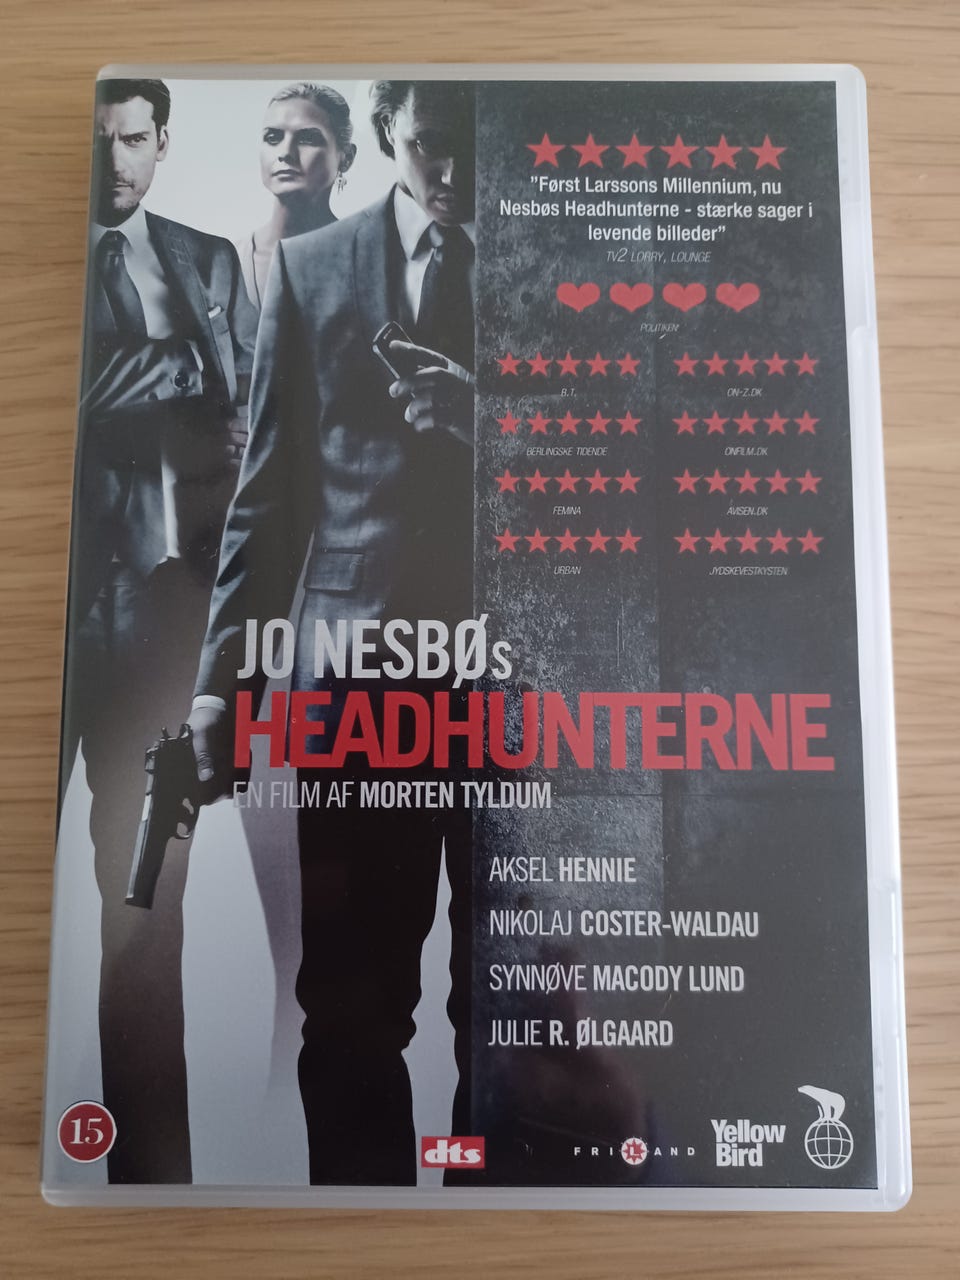 ”Først Larssons Millennium, nu
Nesbøs Headhunterne - stærke sager i
levende billeder”
TV2 LORRY, LOUNGE
POLITIKEN
B.T.
ON-Z.DK
BERLINGSKE TIDENDE
ONFILM.DK
FEMINA
AVISEN.DK
URBAN
JYDSKEVESTKYSTEN
JO NESBØs
HEADHUNTERNE
EN FILM AF MORTEN TYLDUM
AKSEL HENNIE
NIKOLAJ COSTER-WALDAU
SYNNØVE MACODY LUND
JULIE R. ØLGAARD
15
dts
FRILAND
Yellow
Bird